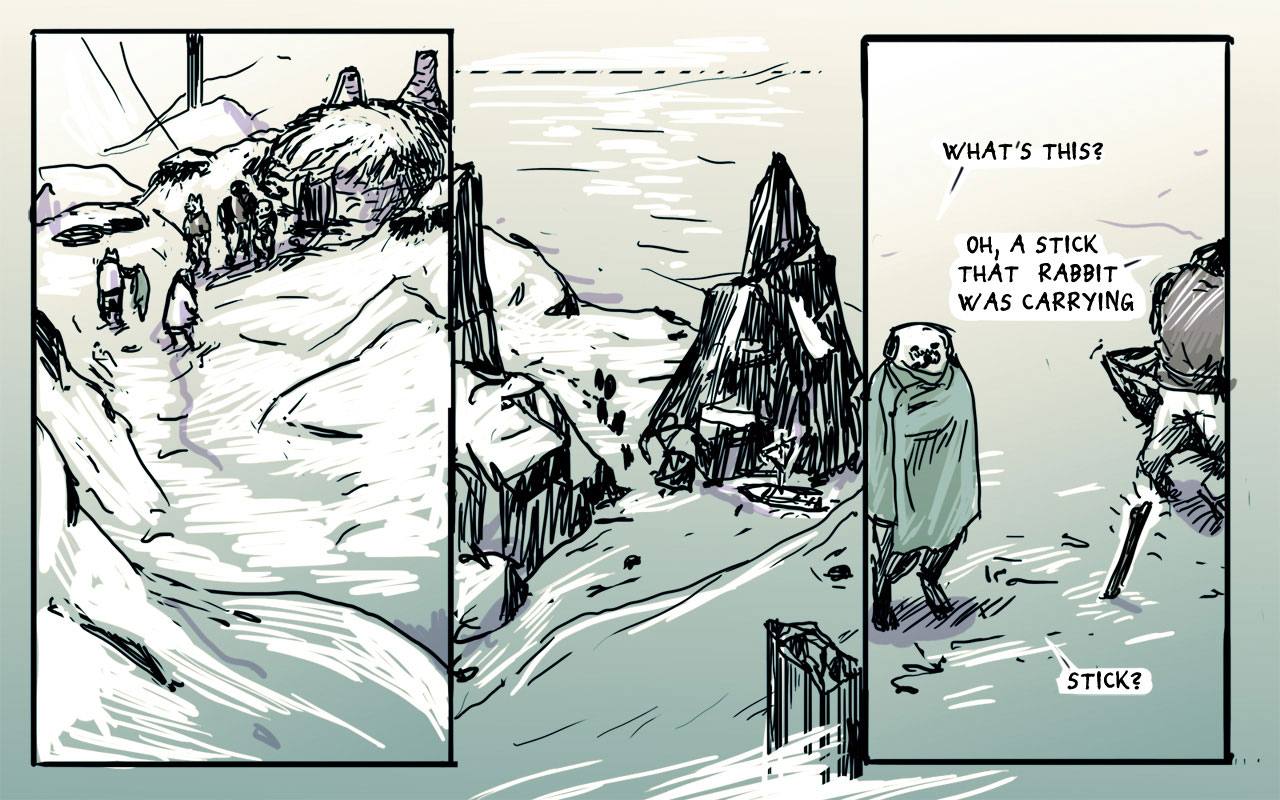 WHAT'S THIS?
OH, A STICK
THAT RABBIT
WAS CARRYING
STICK?